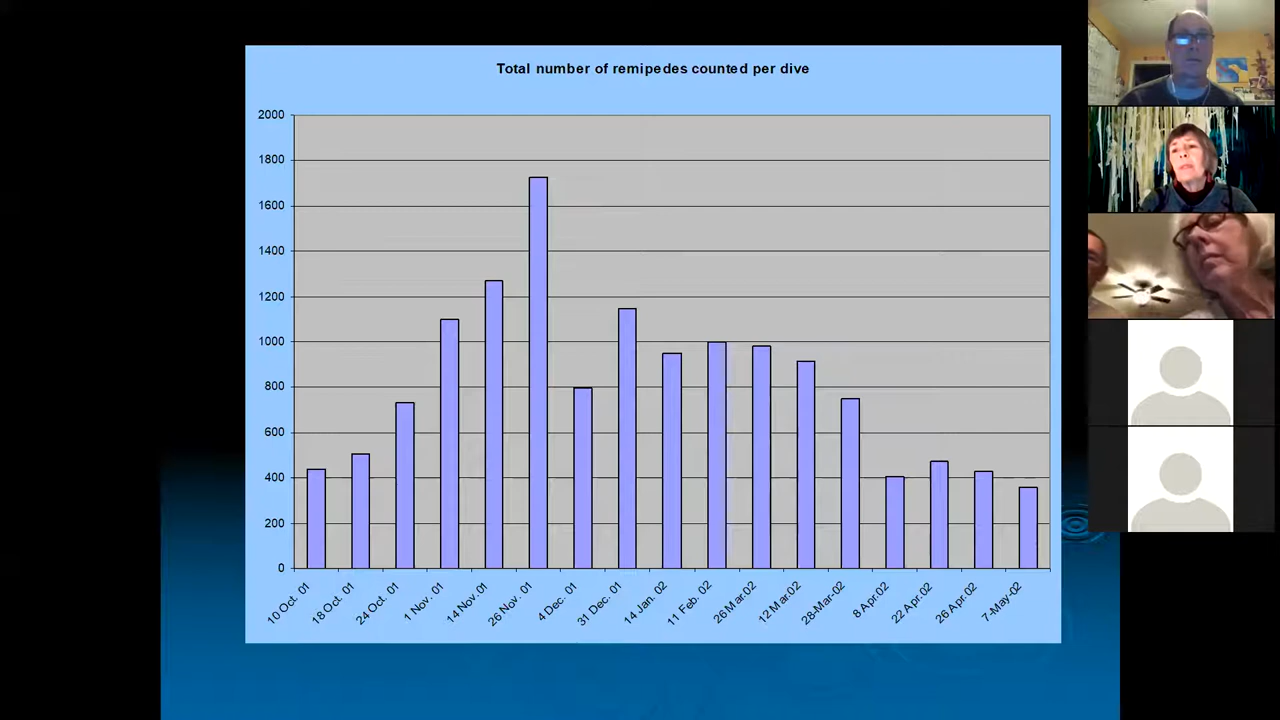 Total number of remipedes counted per dive
2000
1800
1600
1400
1200
1000
800
600
400
200
0
10 Oct. 01
18 Oct. 01
24 Oct. 01
1 Nov. 01
14 Nov.01
26 Nov. 01
4 Dec. 01
31 Dec. 01
14 Jan. 02
11 Feb. 02
26 Mar.02
12 Mar.02
28-Mar-02
8 Apr.02
22 Apr.02
26 Apr.02
7-May-02